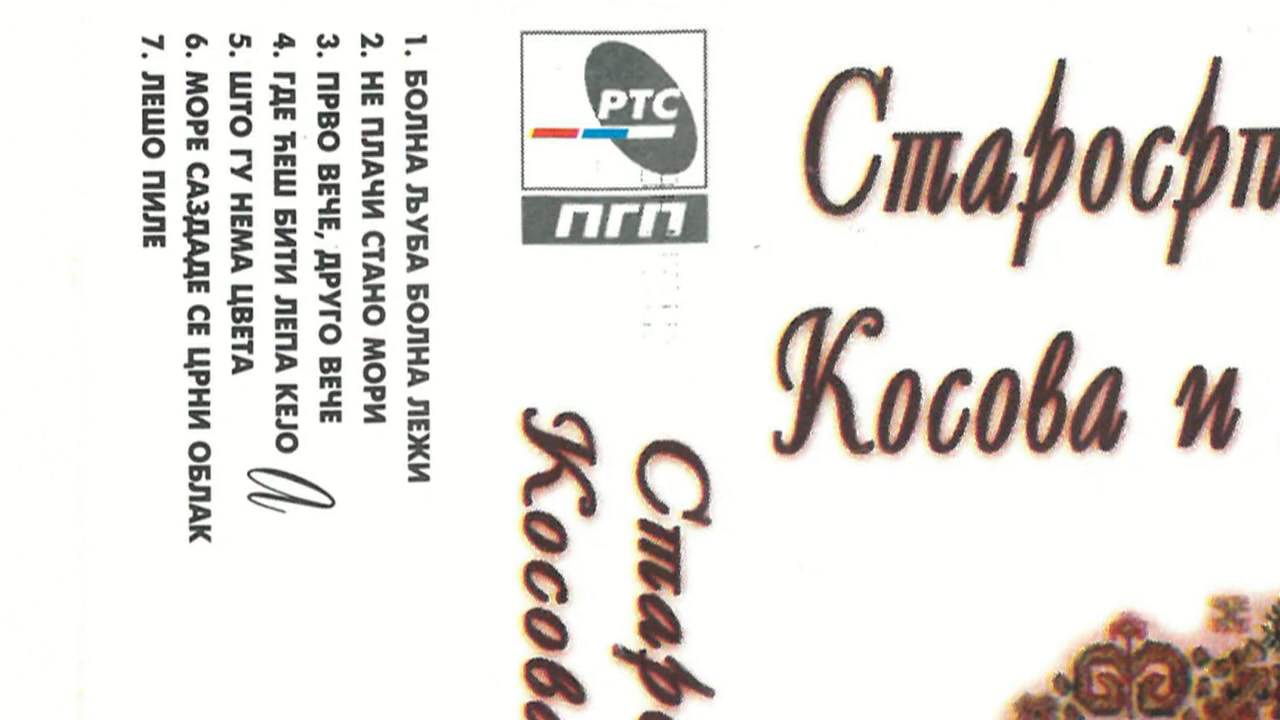 1. БОЛНА ЉУБА БОЛНА ЛЕЖИ
2. НЕ ПЛАЧИ СТАНО МОРИ
3. ПРВО ВЕЧЕ, ДРУГО ВЕЧЕ
4. ГДЕ ЋЕШ БИТИ ЛЕПА КЕЈО
5. ШТО ГУ НЕМА ЦВЕТА
6. МОРЕ САЗДАДЕ СЕ ЦРНИ ОБЛАК
7. ЛЕШО ПИЛЕ
A
РТС
ПГП
Старосрп
Косова и
Стар
Косов